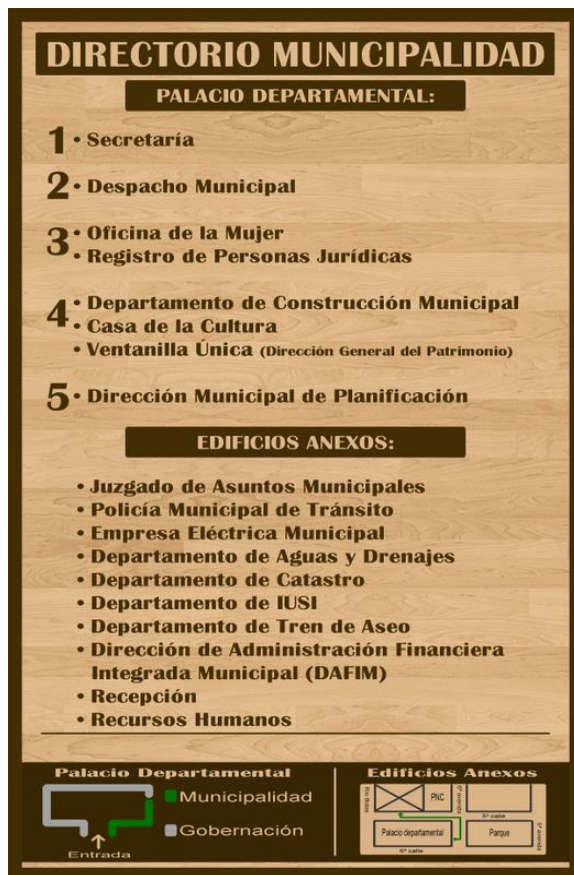 DIRECTORIO MUNICIPALIDAD
PALACIO DEPARTAMENTAL:
1 • Secretaría
2 • Despacho Municipal
3 • Oficina de la Mujer
• Registro de Personas Jurídicas
4 • Departamento de Construcción Municipal
• Casa de la Cultura
• Ventanilla Única (Dirección General del Patrimonio)
5 • Dirección Municipal de Planificación
EDIFICIOS ANEXOS:
• Juzgado de Asuntos Municipales
• Policía Municipal de Tránsito
• Empresa Eléctrica Municipal
• Departamento de Aguas y Drenajes
• Departamento de Catastro
• Departamento de IUSI
• Departamento de Tren de Aseo
• Dirección de Administración Financiera
Integrada Municipal (DAFIM)
• Recepción
• Recursos Humanos
Palacio Departamental
Municipalidad
Gobernación
Entrada
Edificios Anexos
PNC
Palacio departamental
Parque